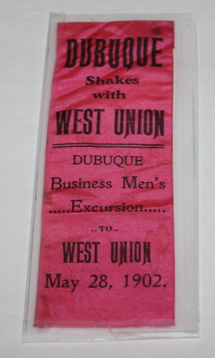 DUBUQUE
Shakes
with
WEST UNION
DUBUQUE
Business Men's
.....Excursion.....
..TO..
WEST UNION
May 28, 1902.